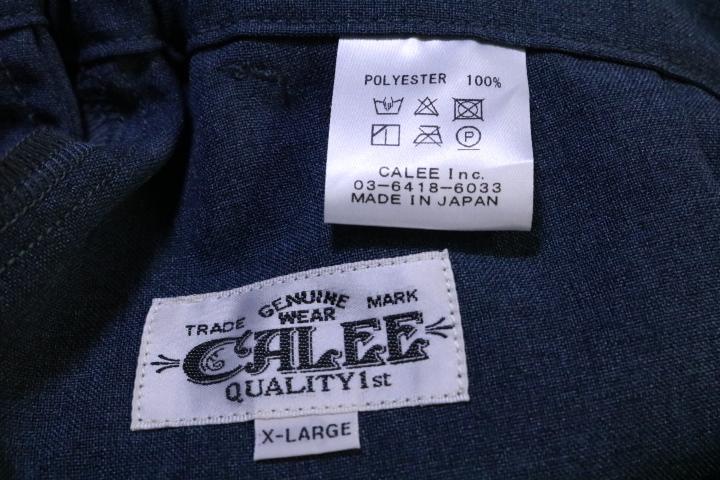 POLYESTER 100%
P
CALEE Inc.
03-6418-6033
MADE IN JAPAN
GENUINE
TRADE WEAR MARK
CALEE
QUALITY 1st
X-LARGE